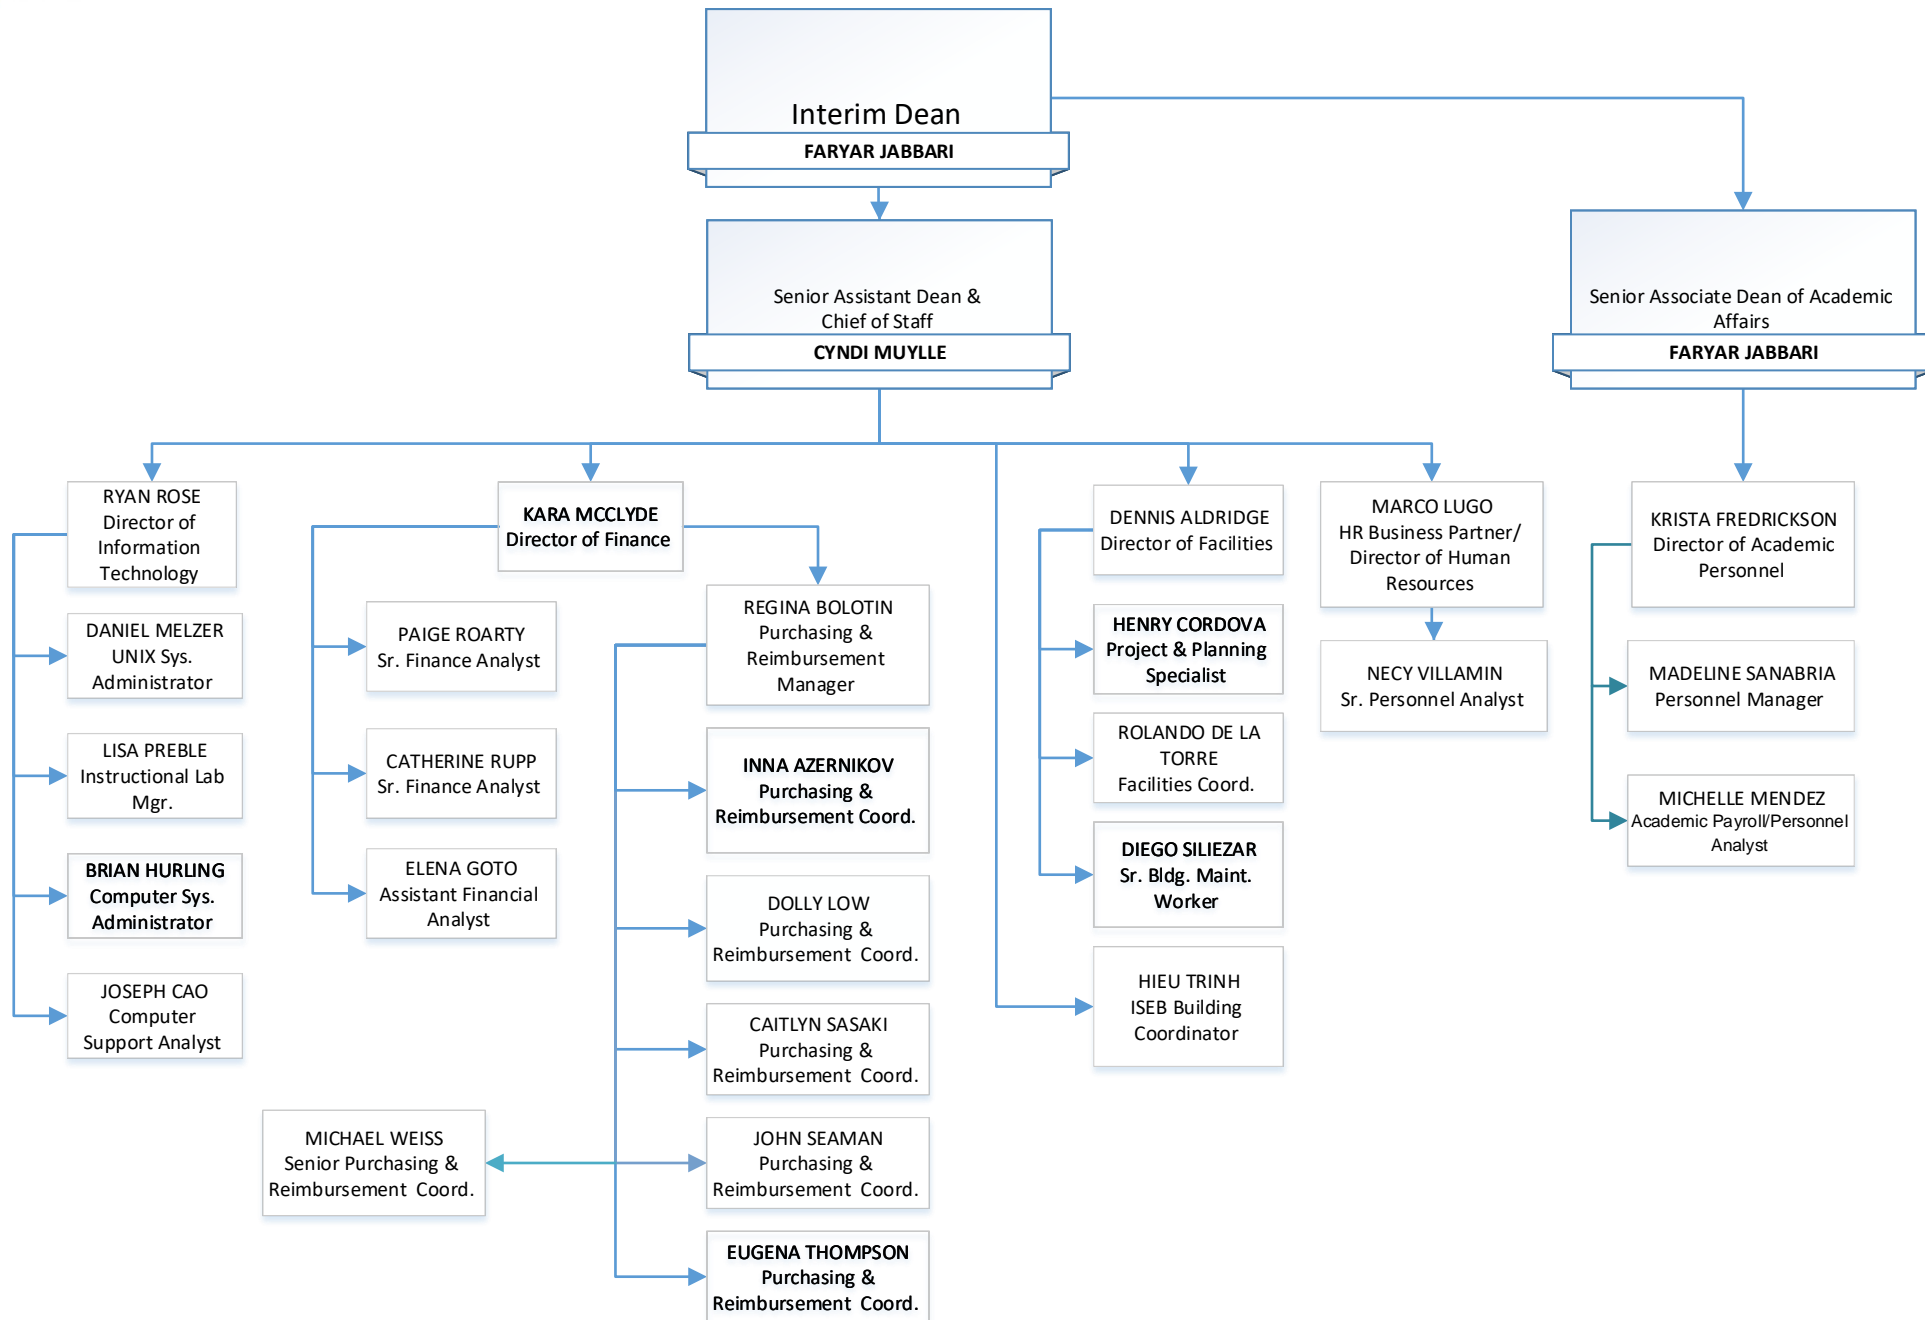 Interim Dean
FARYAR JABBARI
Senior Assistant Dean &
Chief of Staff
CYNDI MUYLLE
Senior Associate Dean of Academic
Affairs
FARYAR JABBARI
RYAN ROSE
Director of
Information
Technology
DANIEL MELZER
UNIX Sys.
Administrator
LISA PREBLE
Instructional Lab
Mgr.
BRIAN HURLING
Computer Sys.
Administrator
JOSEPH CAO
Computer
Support Analyst
KARA MCCLYDE
Director of Finance
PAIGE ROARTY
Sr. Finance Analyst
CATHERINE RUPP
Sr. Finance Analyst
ELENA GOTO
Assistant Financial
Analyst
REGINA BOLOTIN
Purchasing &
Reimbursement
Manager
INNA AZERNIKOV
Purchasing &
Reimbursement Coord.
DOLLY LOW
Purchasing &
Reimbursement Coord.
CAITLYN SASAKI
Purchasing &
Reimbursement Coord.
MICHAEL WEISS
Senior Purchasing &
Reimbursement Coord.
JOHN SEAMAN
Purchasing &
Reimbursement Coord.
EUGENA THOMPSON
Purchasing &
Reimbursement Coord.
DENNIS ALDRIDGE
Director of Facilities
HENRY CORDOVA
Project & Planning
Specialist
ROLANDO DE LA
TORRE
Facilities Coord.
DIEGO SILIEZAR
Sr. Bldg. Maint.
Worker
HIEU TRINH
ISEB Building
Coordinator
MARCO LUGO
HR Business Partner/
Director of Human
Resources
NECY VILLAMIN
Sr. Personnel Analyst
KRISTA FREDRICKSON
Director of Academic
Personnel
MADELINE SANABRIA
Personnel Manager
MICHELLE MENDEZ
Academic Payroll/Personnel
Analyst